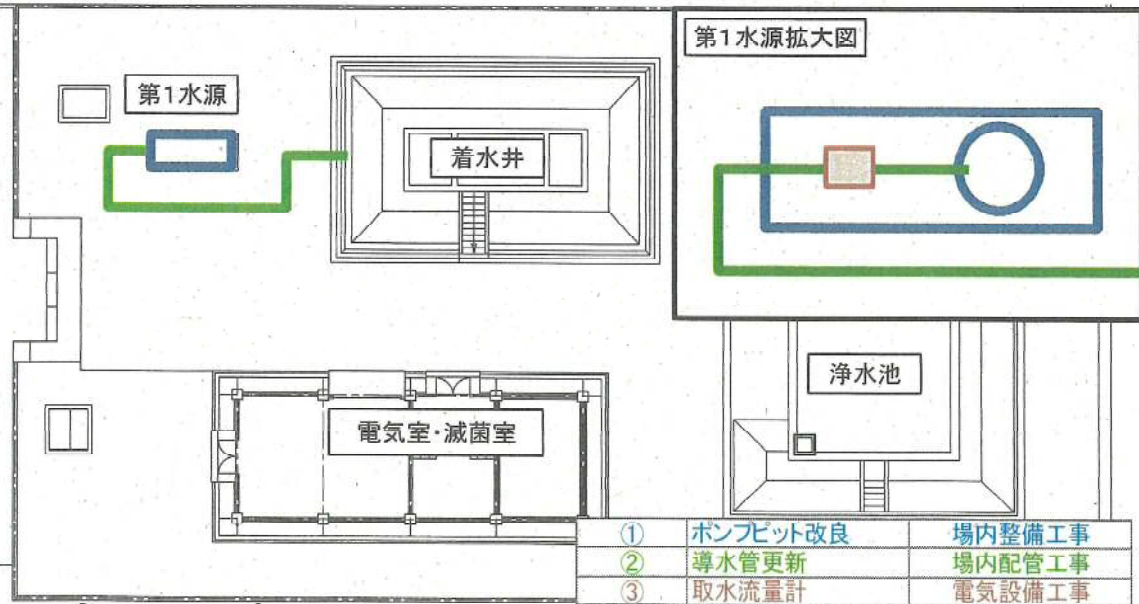 第1水源
着水井
第1水源拡大図
浄水池
電気室・滅菌室
① ポンプピット改良 場内整備工事
② 導水管更新 場内配管工事
③ 取水流量計 電気設備工事